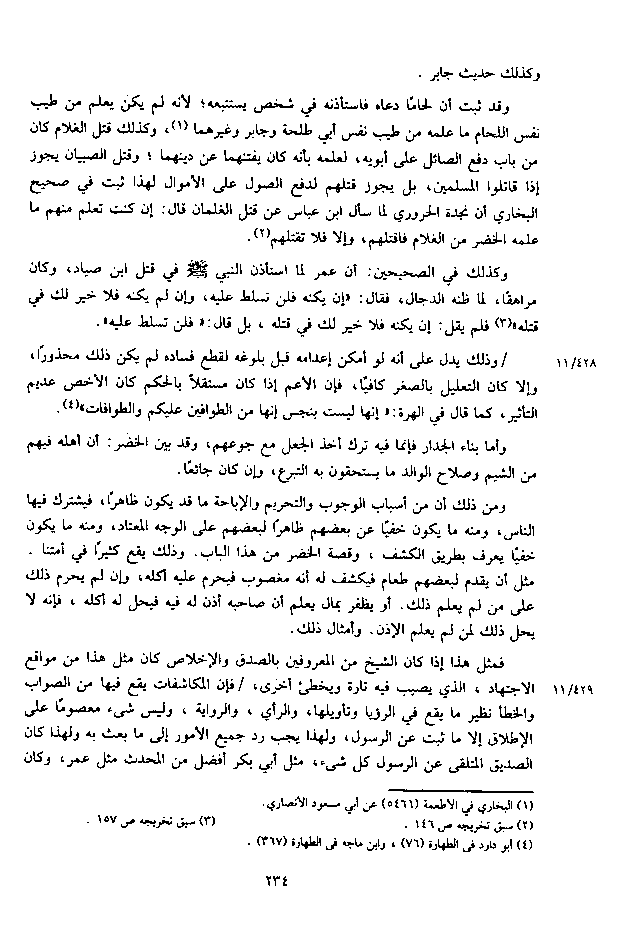 وكذلك حديث جابر .
وقد ثبت أن لحامًا دعاه فاستأذنه في شخص يستتبعه؛ لأنه لم يكن يعلم من طيب
نفس اللحام ما علمه من طيب نفس أبي طلحة وجابر وغيرهما (١)، وكذلك قتل الغلام كان
من باب دفع الصائل على أبويه، لعلمه بأنه كان يفتنهما عن دينهما ؛ وقتل الصبيان يجوز
إذا قاتلوا المسلمين، بل يجوز قتلهم لدفع الصول على الأموال لهذا ثبت في صحيح
البخاري أن نجدة الحروري لما سأل ابن عباس عن قتل الغلمان قال: إن كنت تعلم منهم ما
علمه الخضر من الغلام فاقتلهم، وإلا فلا تقتلهم(٢).
وكذلك في الصحيحين: أن عمر لما استأذن النبي ﷺ في قتل ابن صياد، وكان
مراهقًا، لما ظنه الدجال، فقال: «إن يكنه فلن تسلط عليه، وإن لم يكنه فلا خير لك في
قتله»(٣) فلم يقل: إن يكنه فلا خير لك في قتله ، بل قال:« فلن تسلط عليه».
١١/٤٢٨ / وذلك يدل على أنه لو أمكن إعدامه قبل بلوغه لقطع فساده لم يكن ذلك محذورًا،
وإلا كان التعليل بالصغر كافيًا، فإن الأعم إذا كان مستقلاً بالحكم كان الأخص عديم
التأثير، كما قال في الهرة:« إنها ليست بنجس إنها من الطوافين عليكم والطوافات»(٤).
وأما بناء الجدار فإنما فيه ترك أخذ الجعل مع جوعهم، وقد بين الخضر: أن أهله فيهم
من الشيم وصلاح الوالد ما يستحقون به التبرع، وإن كان جائعًا.
ومن ذلك أن من أسباب الوجوب والتحريم والإباحة ما قد يكون ظاهرًا، فيشترك فيها
الناس، ومنه ما يكون خفيًا عن بعضهم ظاهرًا لبعضهم على الوجه المعتاد، ومنه ما يكون
خفيًا يعرف بطريق الكشف ، وقصة الخضر من هذا الباب. وذلك يقع كثيرًا في أمتنا .
مثل أن يقدم لبعضهم طعام فيكشف له أنه مغصوب فيحرم عليه أكله، وإن لم يحرم ذلك
على من لم يعلم ذلك. أو يظفر بمال يعلم أن صاحبه أذن له فيه فيحل له أكله ، فإنه لا
يحل ذلك لمن لم يعلم الإذن. وأمثال ذلك.
فمثل هذا إذا كان الشيخ من المعروفين بالصدق والإخلاص كان مثل هذا من مواقع
١١/٤٢٩ الاجتهاد ، الذي يصيب فيه تارة ويخطئ أخرى، / فإن المكاشفات يقع فيها من الصواب
والخطأ نظير ما يقع في الرؤيا وتأويلها، والرأي ، والرواية ، وليس شيء معصومًا على
الإطلاق إلا ما ثبت عن الرسول، ولهذا يجب رد جميع الأمور إلى ما بعث به ولهذا كان
الصديق المتلقى عن الرسول كل شيء، مثل أبي بكر أفضل من المحدث مثل عمر، وكان
(١) البخاري في الأطعمة (٥٤٦١) عن أبي مسعود الأنصاري.
(٢) سبق تخريجه ص ١٤٦ . (٣) سبق تخريجه ص ١٥٧ .
(٤) أبو داود في الطهارة (٧٦) ، وابن ماجه في الطهارة (٣٦٧) .
٢٣٤